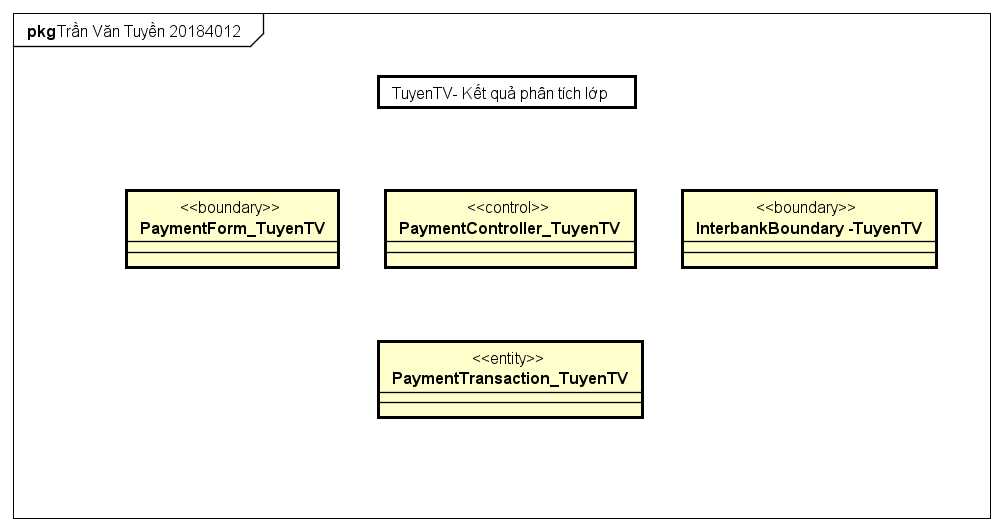 pkgTrần Văn Tuyền 20184012
TuyenTV- Kết quả phân tích lớp
<<boundary>>
PaymentForm_TuyenTV
<<control>>
PaymentController_TuyenTV
<<boundary>>
InterbankBoundary -TuyenTV
<<entity>>
PaymentTransaction_TuyenTV